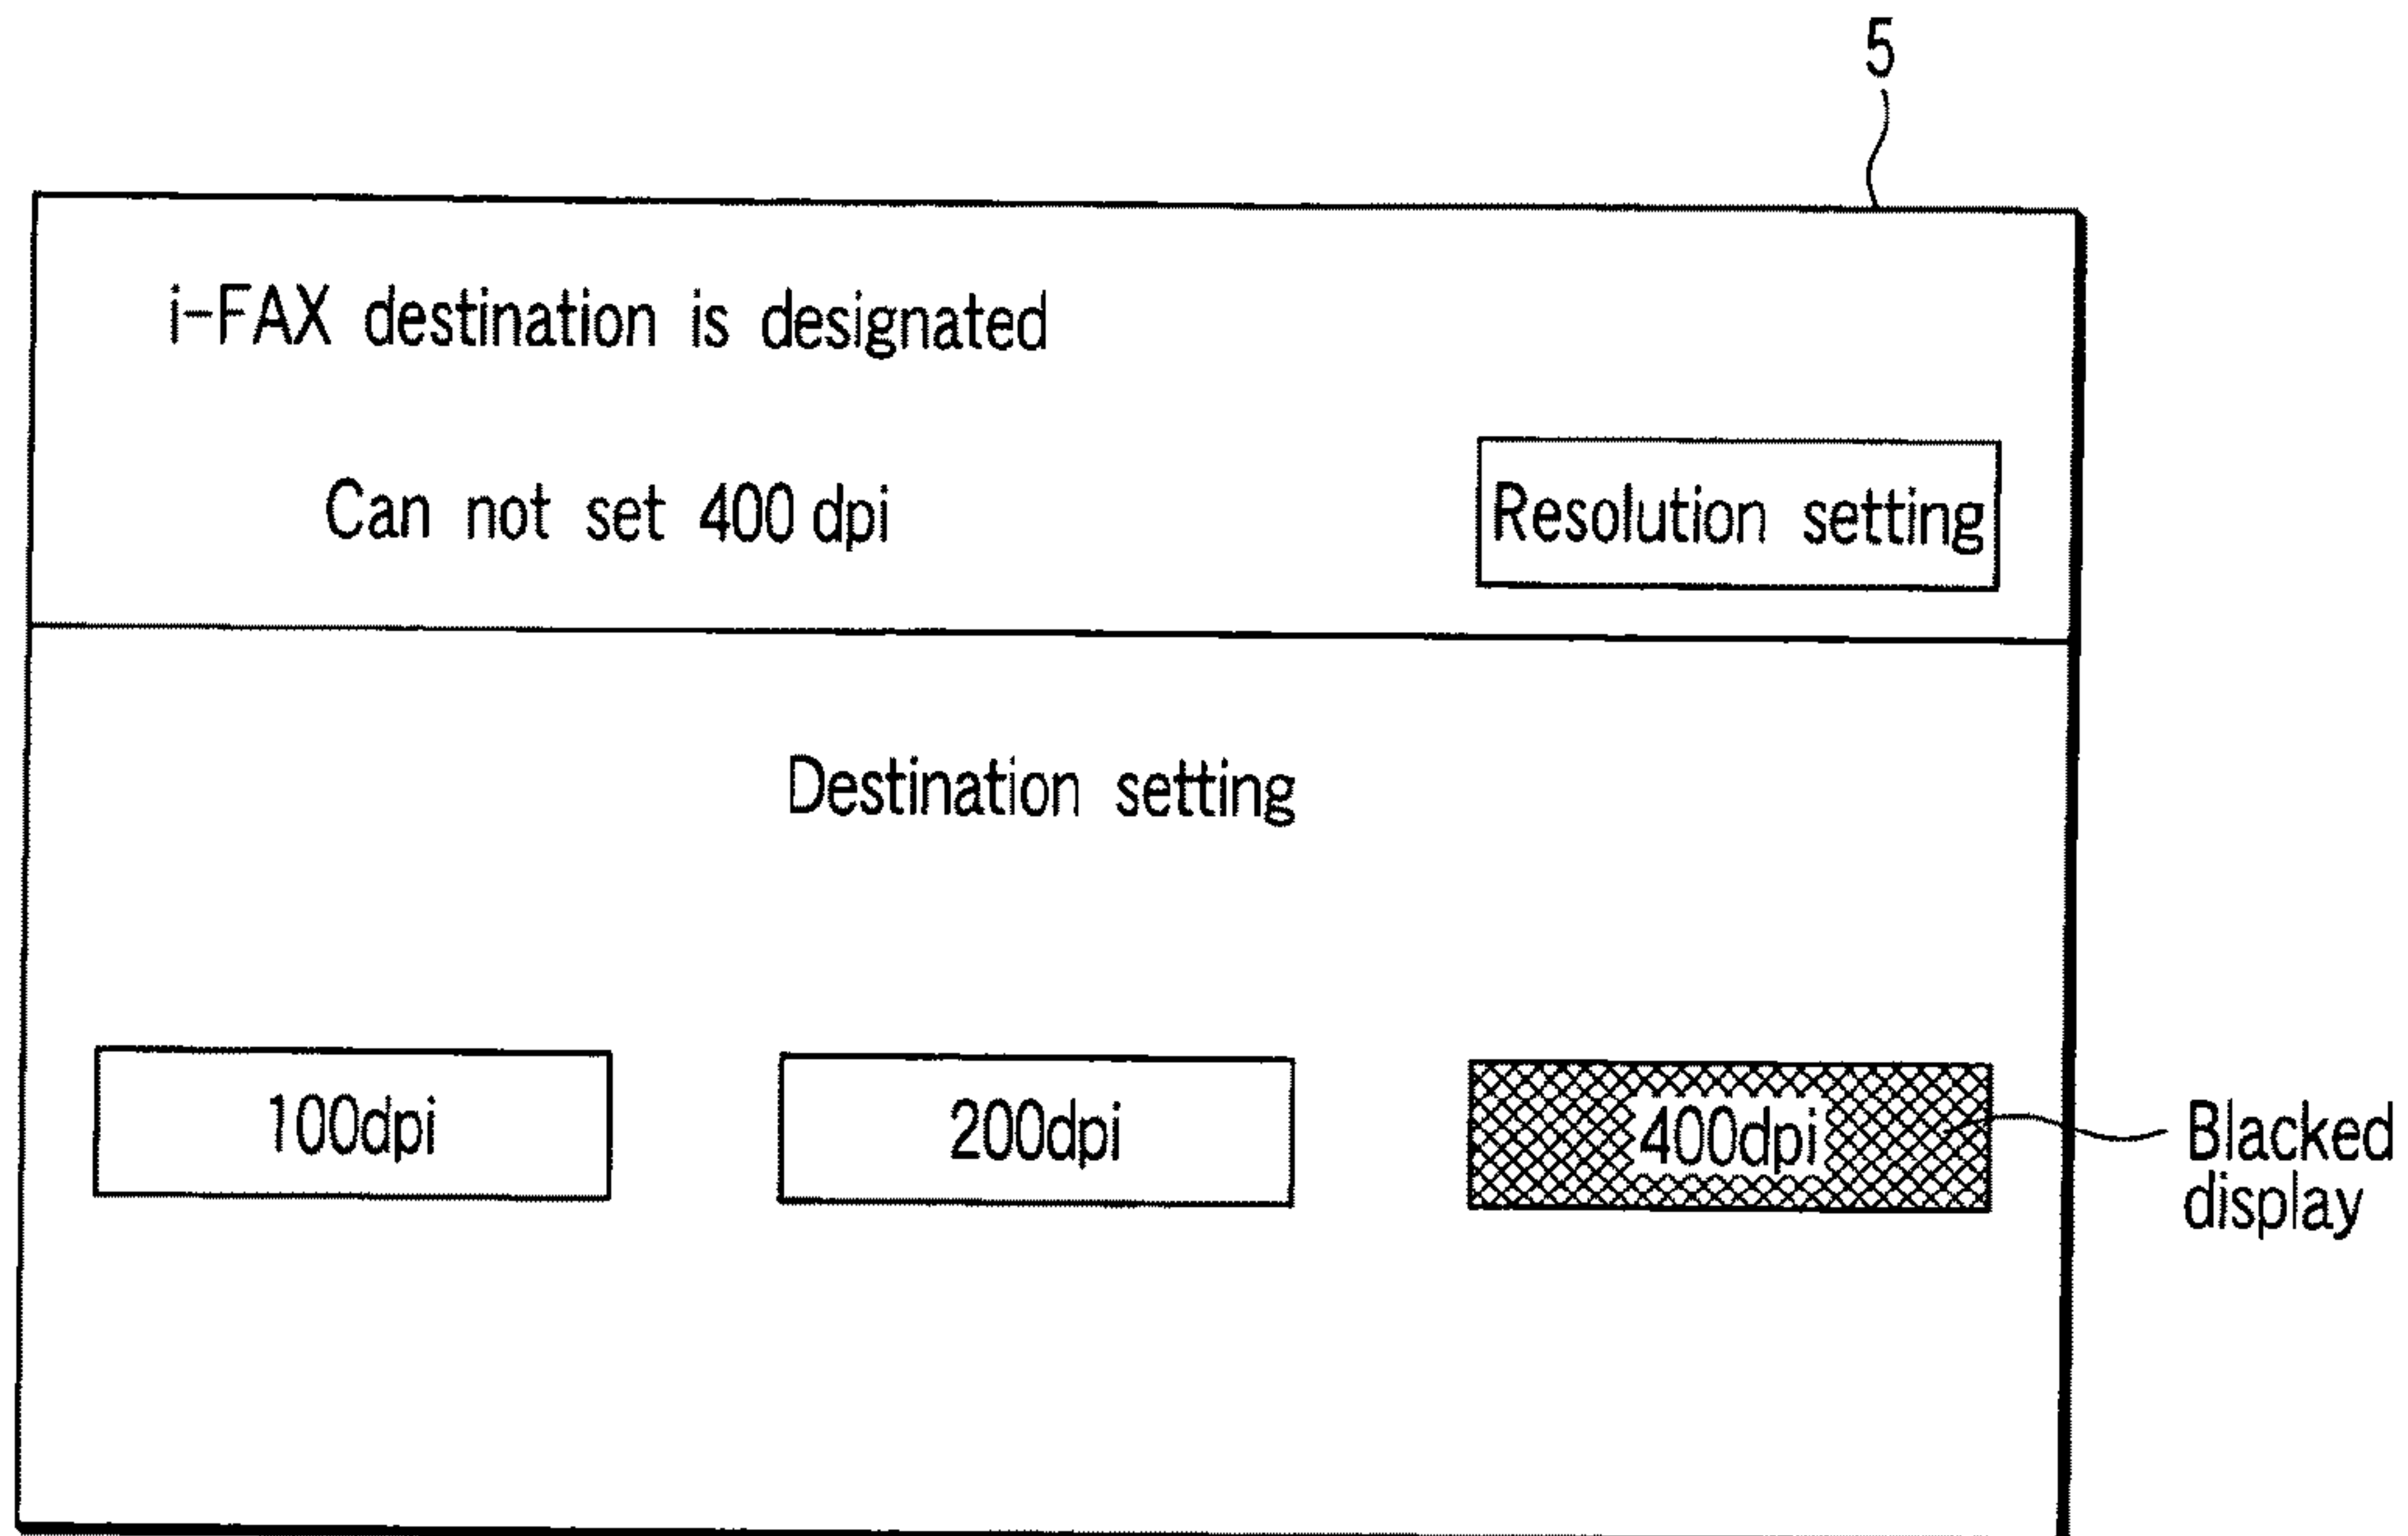 5
i-FAX destination is designated
Can not set 400 dpi
Resolution setting
Destination setting
100dpi
200dpi
400dpi
Blacked
display